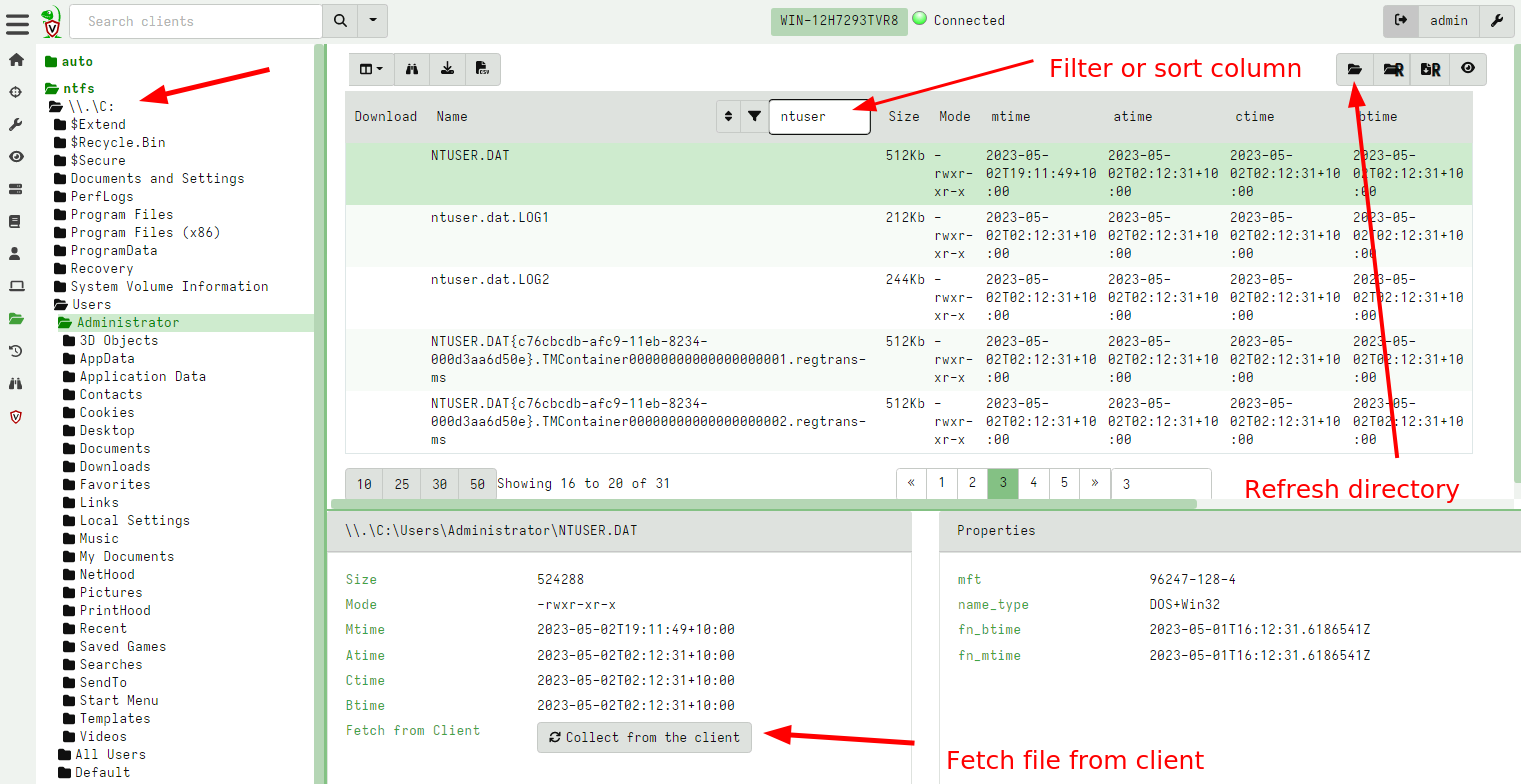 Search clients
WIN-12H7293TVR8
Connected
admin
auto
ntfs
\\.\C:
$Extend
$Recycle.Bin
$Secure
Documents and Settings
PerfLogs
Program Files
Program Files (x86)
ProgramData
Recovery
System Volume Information
Users
Administrator
3D Objects
AppData
Application Data
Contacts
Cookies
Desktop
Documents
Downloads
Favorites
Links
Local Settings
Music
My Documents
NetHood
Pictures
PrintHood
Recent
Saved Games
Searches
SendTo
Start Menu
Templates
Videos
All Users
Default
CSV
Filter or sort column
R R
Download Name ntuser Size Mode mtime atime ctime btime
NTUSER.DAT 512Kb - 2023-05- 2023-05- 2023-05- 2023-05-
rwxr- 02T19:11:49+10 02T02:12:31+10 02T02:12:31+10 02T02:12:31+10
xr-x :00 :00 :00 :00
ntuser.dat.LOG1 212Kb - 2023-05- 2023-05- 2023-05- 2023-05-
rwxr- 02T02:12:31+10 02T02:12:31+10 02T02:12:31+10 02T02:12:31+10
xr-x :00 :00 :00 :00
ntuser.dat.LOG2 244Kb - 2023-05- 2023-05- 2023-05- 2023-05-
rwxr- 02T02:12:31+10 02T02:12:31+10 02T02:12:31+10 02T02:12:31+10
xr-x :00 :00 :00 :00
NTUSER.DAT{c76cbcdb-afc9-11eb-8234- 512Kb - 2023-05- 2023-05- 2023-05- 2023-05-
000d3aa6d50e}.TMContainer00000000000000000001.regtrans- rwxr- 02T02:12:31+10 02T02:12:31+10 02T02:12:31+10 02T02:12:31+10
ms xr-x :00 :00 :00 :00
NTUSER.DAT{c76cbcdb-afc9-11eb-8234- 512Kb - 2023-05- 2023-05- 2023-05- 2023-05-
000d3aa6d50e}.TMContainer00000000000000000002.regtrans- rwxr- 02T02:12:31+10 02T02:12:31+10 02T02:12:31+10 02T02:12:31+10
ms xr-x :00 :00 :00 :00
10 25 30 50 Showing 16 to 20 of 31 « 1 2 3 4 5 » 3
Refresh directory
\\.\C:\Users\Administrator\NTUSER.DAT
Size 524288
Mode -rwxr-xr-x
Mtime 2023-05-02T19:11:49+10:00
Atime 2023-05-02T02:12:31+10:00
Ctime 2023-05-02T02:12:31+10:00
Btime 2023-05-02T02:12:31+10:00
Fetch from Client Collect from the client
Properties
mft 96247-128-4
name_type DOS+Win32
fn_btime 2023-05-01T16:12:31.6186541Z
fn_mtime 2023-05-01T16:12:31.6186541Z
Fetch file from client